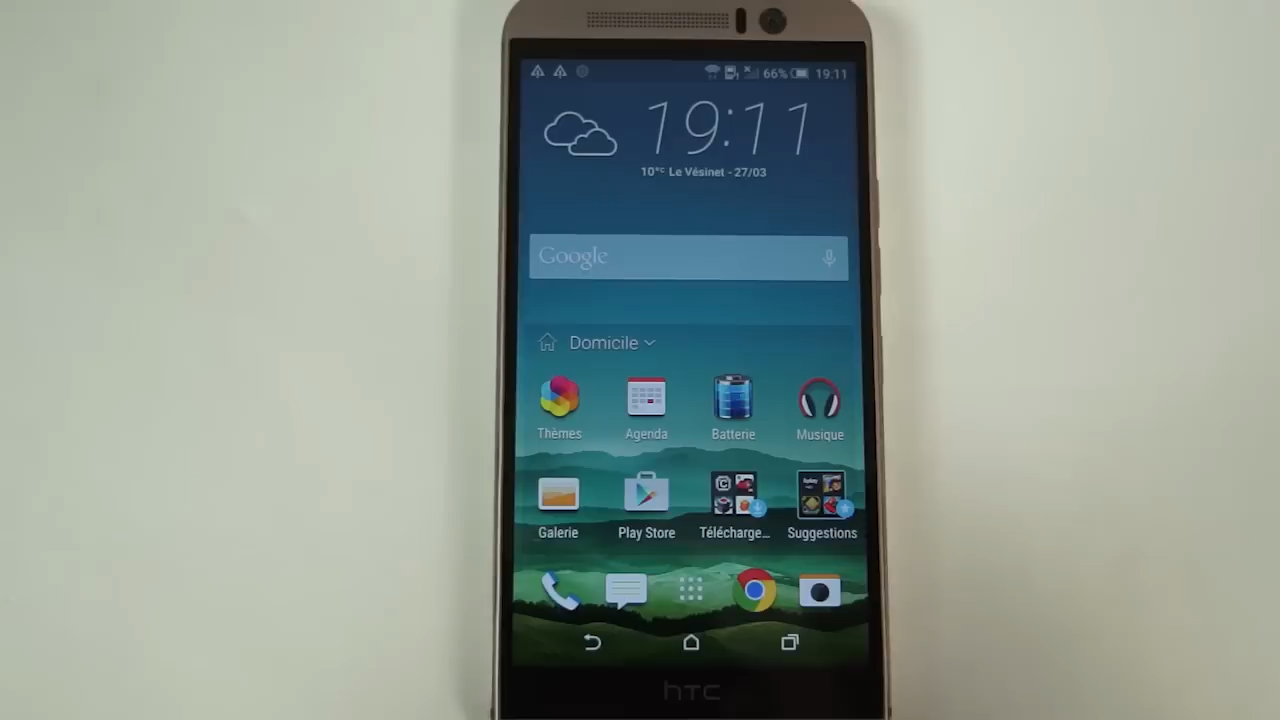 66% 19:11
19:11
10°C Le Vésinet - 27/03
Google
Domicile
Thèmes Agenda Batterie Musique
Galerie Play Store Télécharge... Suggestions
hTC